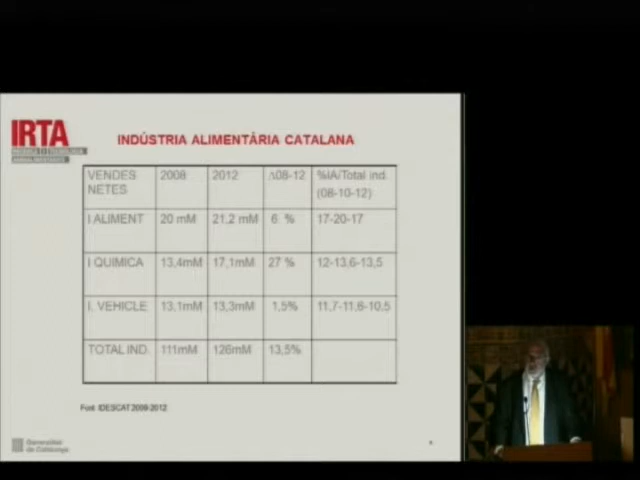 IRTA
INDÚSTRIA ALIMENTÀRIA CATALANA
VENDES NETES 2008 2012 Δ08-12 %IA/Total ind. (08-10-12)
I ALIMENT 20 mM 21,2 mM 6 % 17-20-17
I QUIMICA 13,4mM 17,1mM 27 % 12-13,6-13,5
I. VEHICLE 13,1mM 13,3mM 1,5% 11,7-11,6-10,5
TOTAL IND. 111mM 126mM 13,5%
Font: IDESCAT 2009-2012
Generalitat
de Catalunya